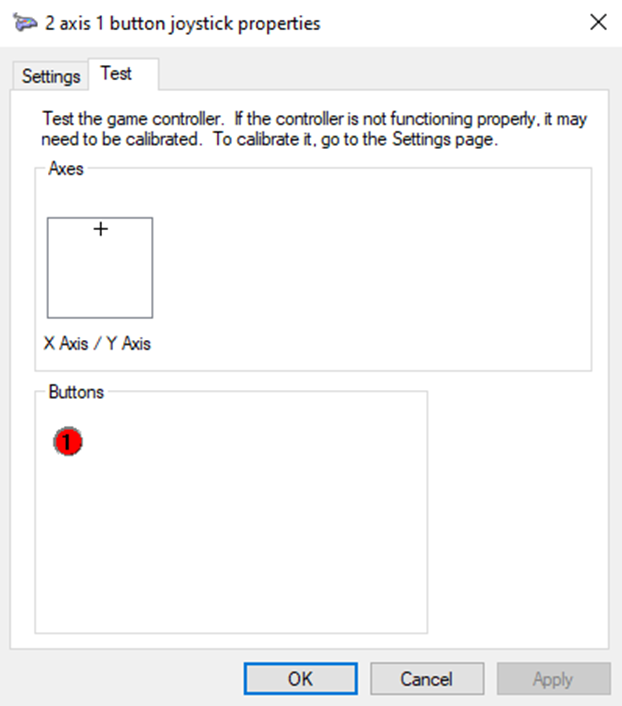 2 axis 1 button joystick properties
Settings
Test
Test the game controller. If the controller is not functioning properly, it may
need to be calibrated. To calibrate it, go to the Settings page.
Axes
X Axis / Y Axis
Buttons
1
OK
Cancel
Apply